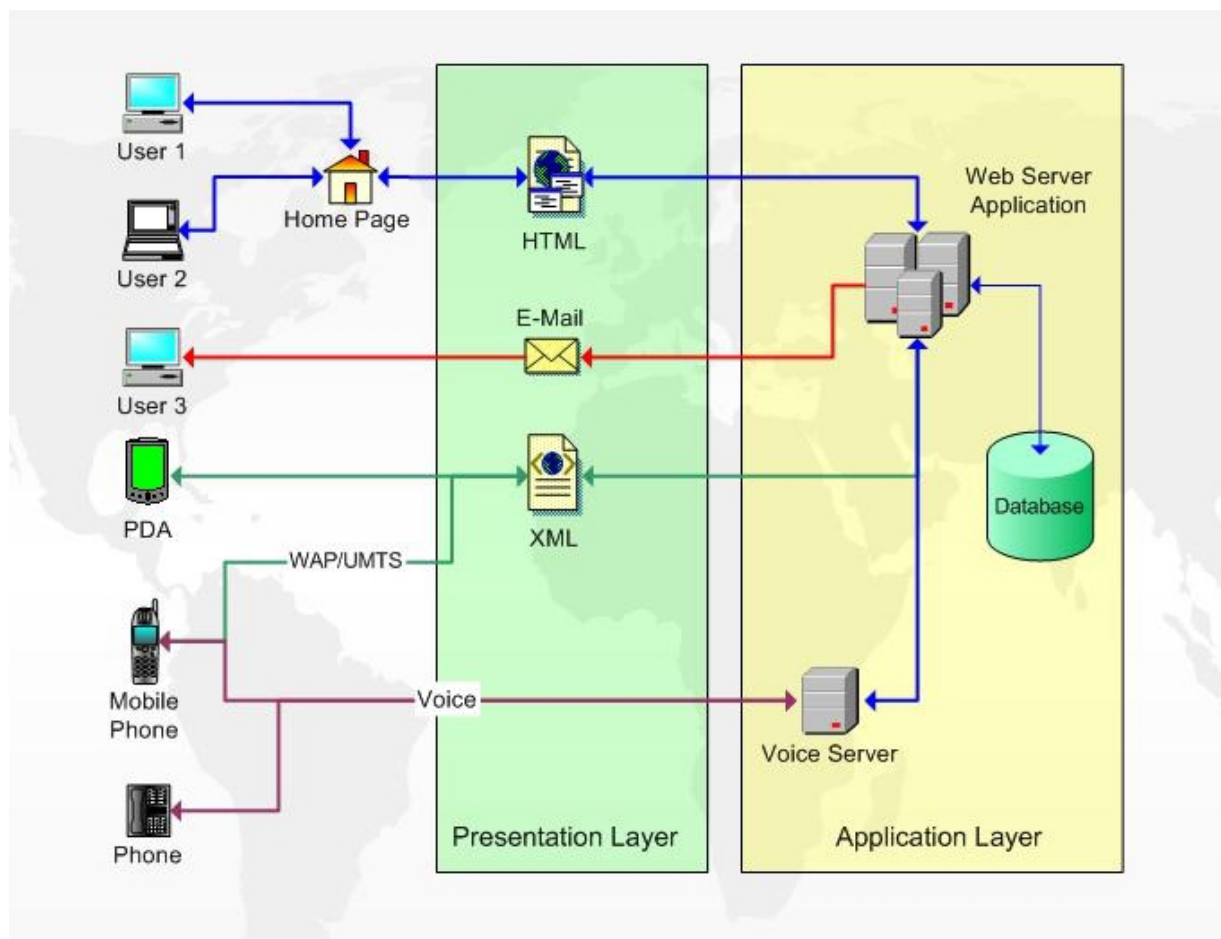 User 1
Home Page
User 2
HTML
Web Server
Application
E-Mail
User 3
PDA
XML
Database
WAP/UMTS
Mobile
Phone
Voice
Voice Server
Phone
Presentation Layer
Application Layer